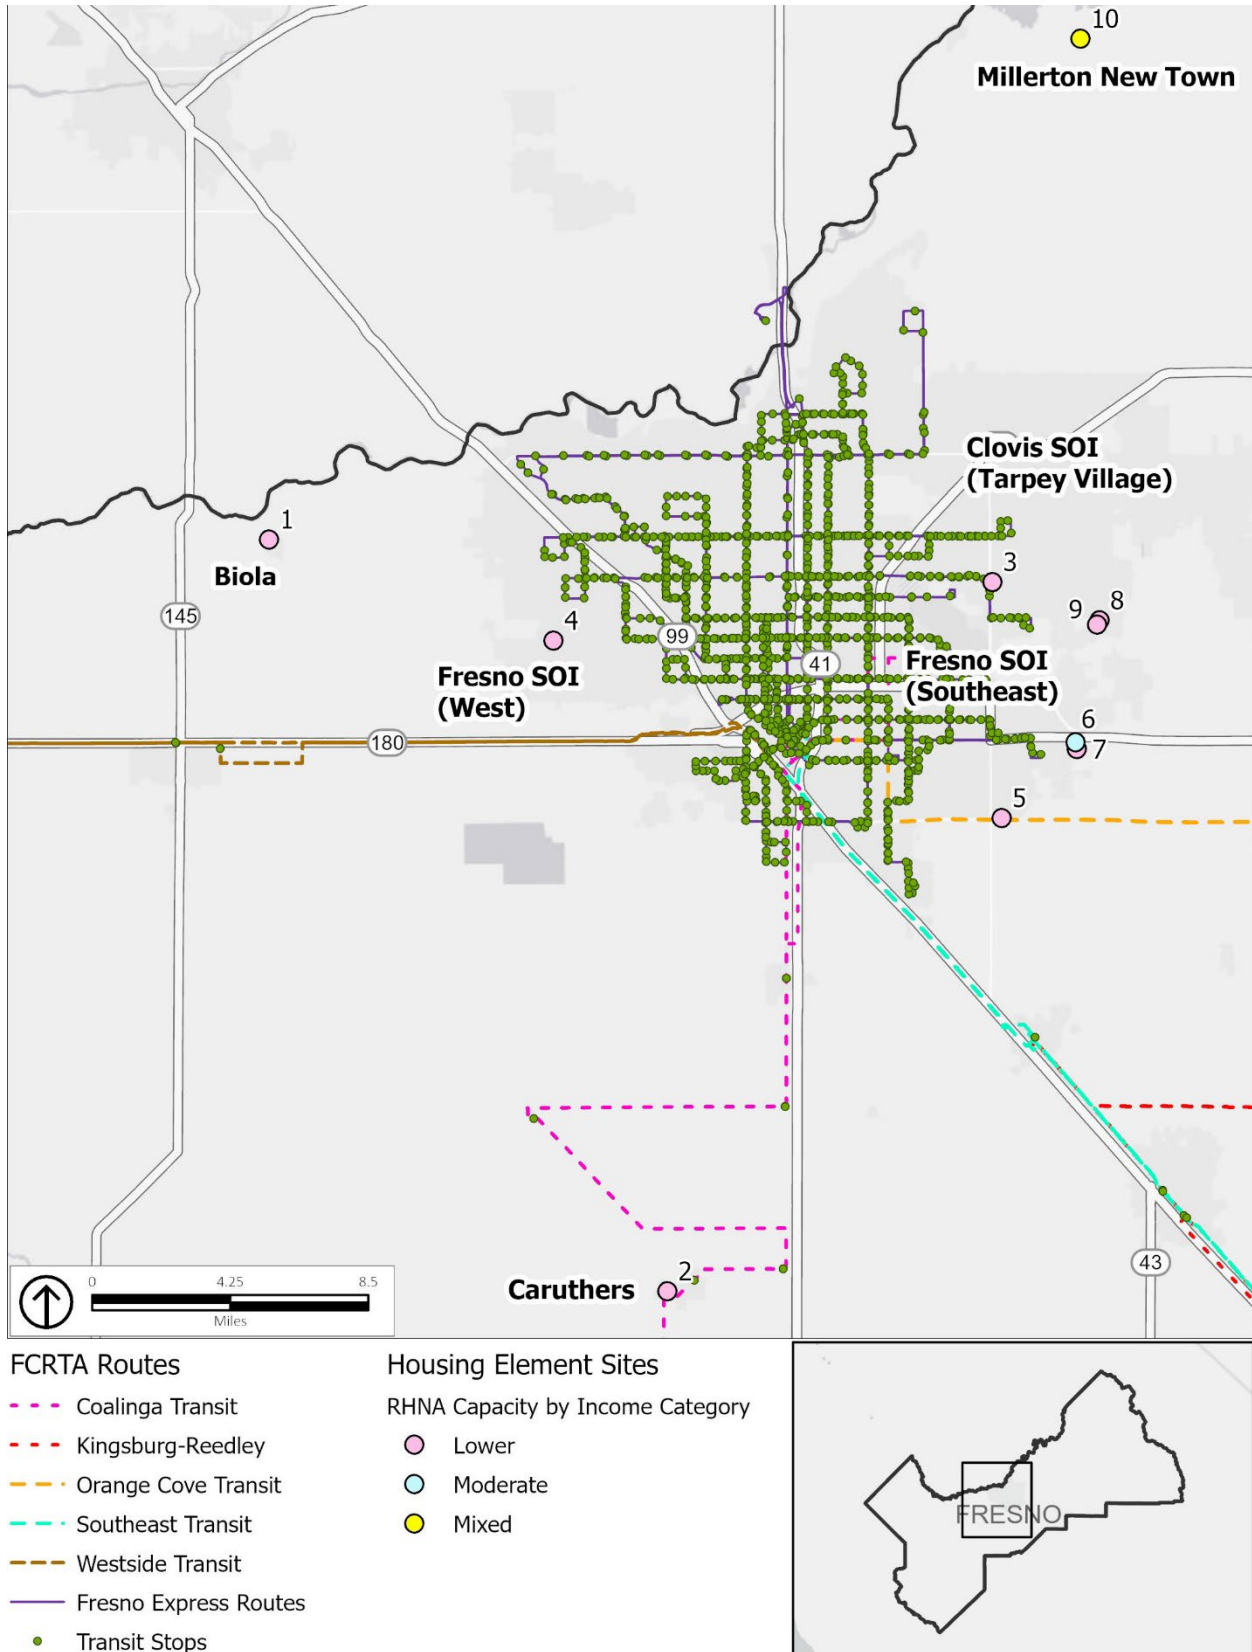 10
Millerton New Town
Clovis SOI
(Tarpey Village)
1
Biola
3
8
9
145
4
99
41
Fresno SOI
(West)
Fresno SOI
(Southeast)
6
180
7
5
2
Caruthers
43
0 4.25 8.5
Miles
FCRTA Routes
Coalinga Transit
Kingsburg-Reedley
Orange Cove Transit
Southeast Transit
Westside Transit
Fresno Express Routes
Transit Stops
Housing Element Sites
RHNA Capacity by Income Category
Lower
Moderate
Mixed
FRESNO